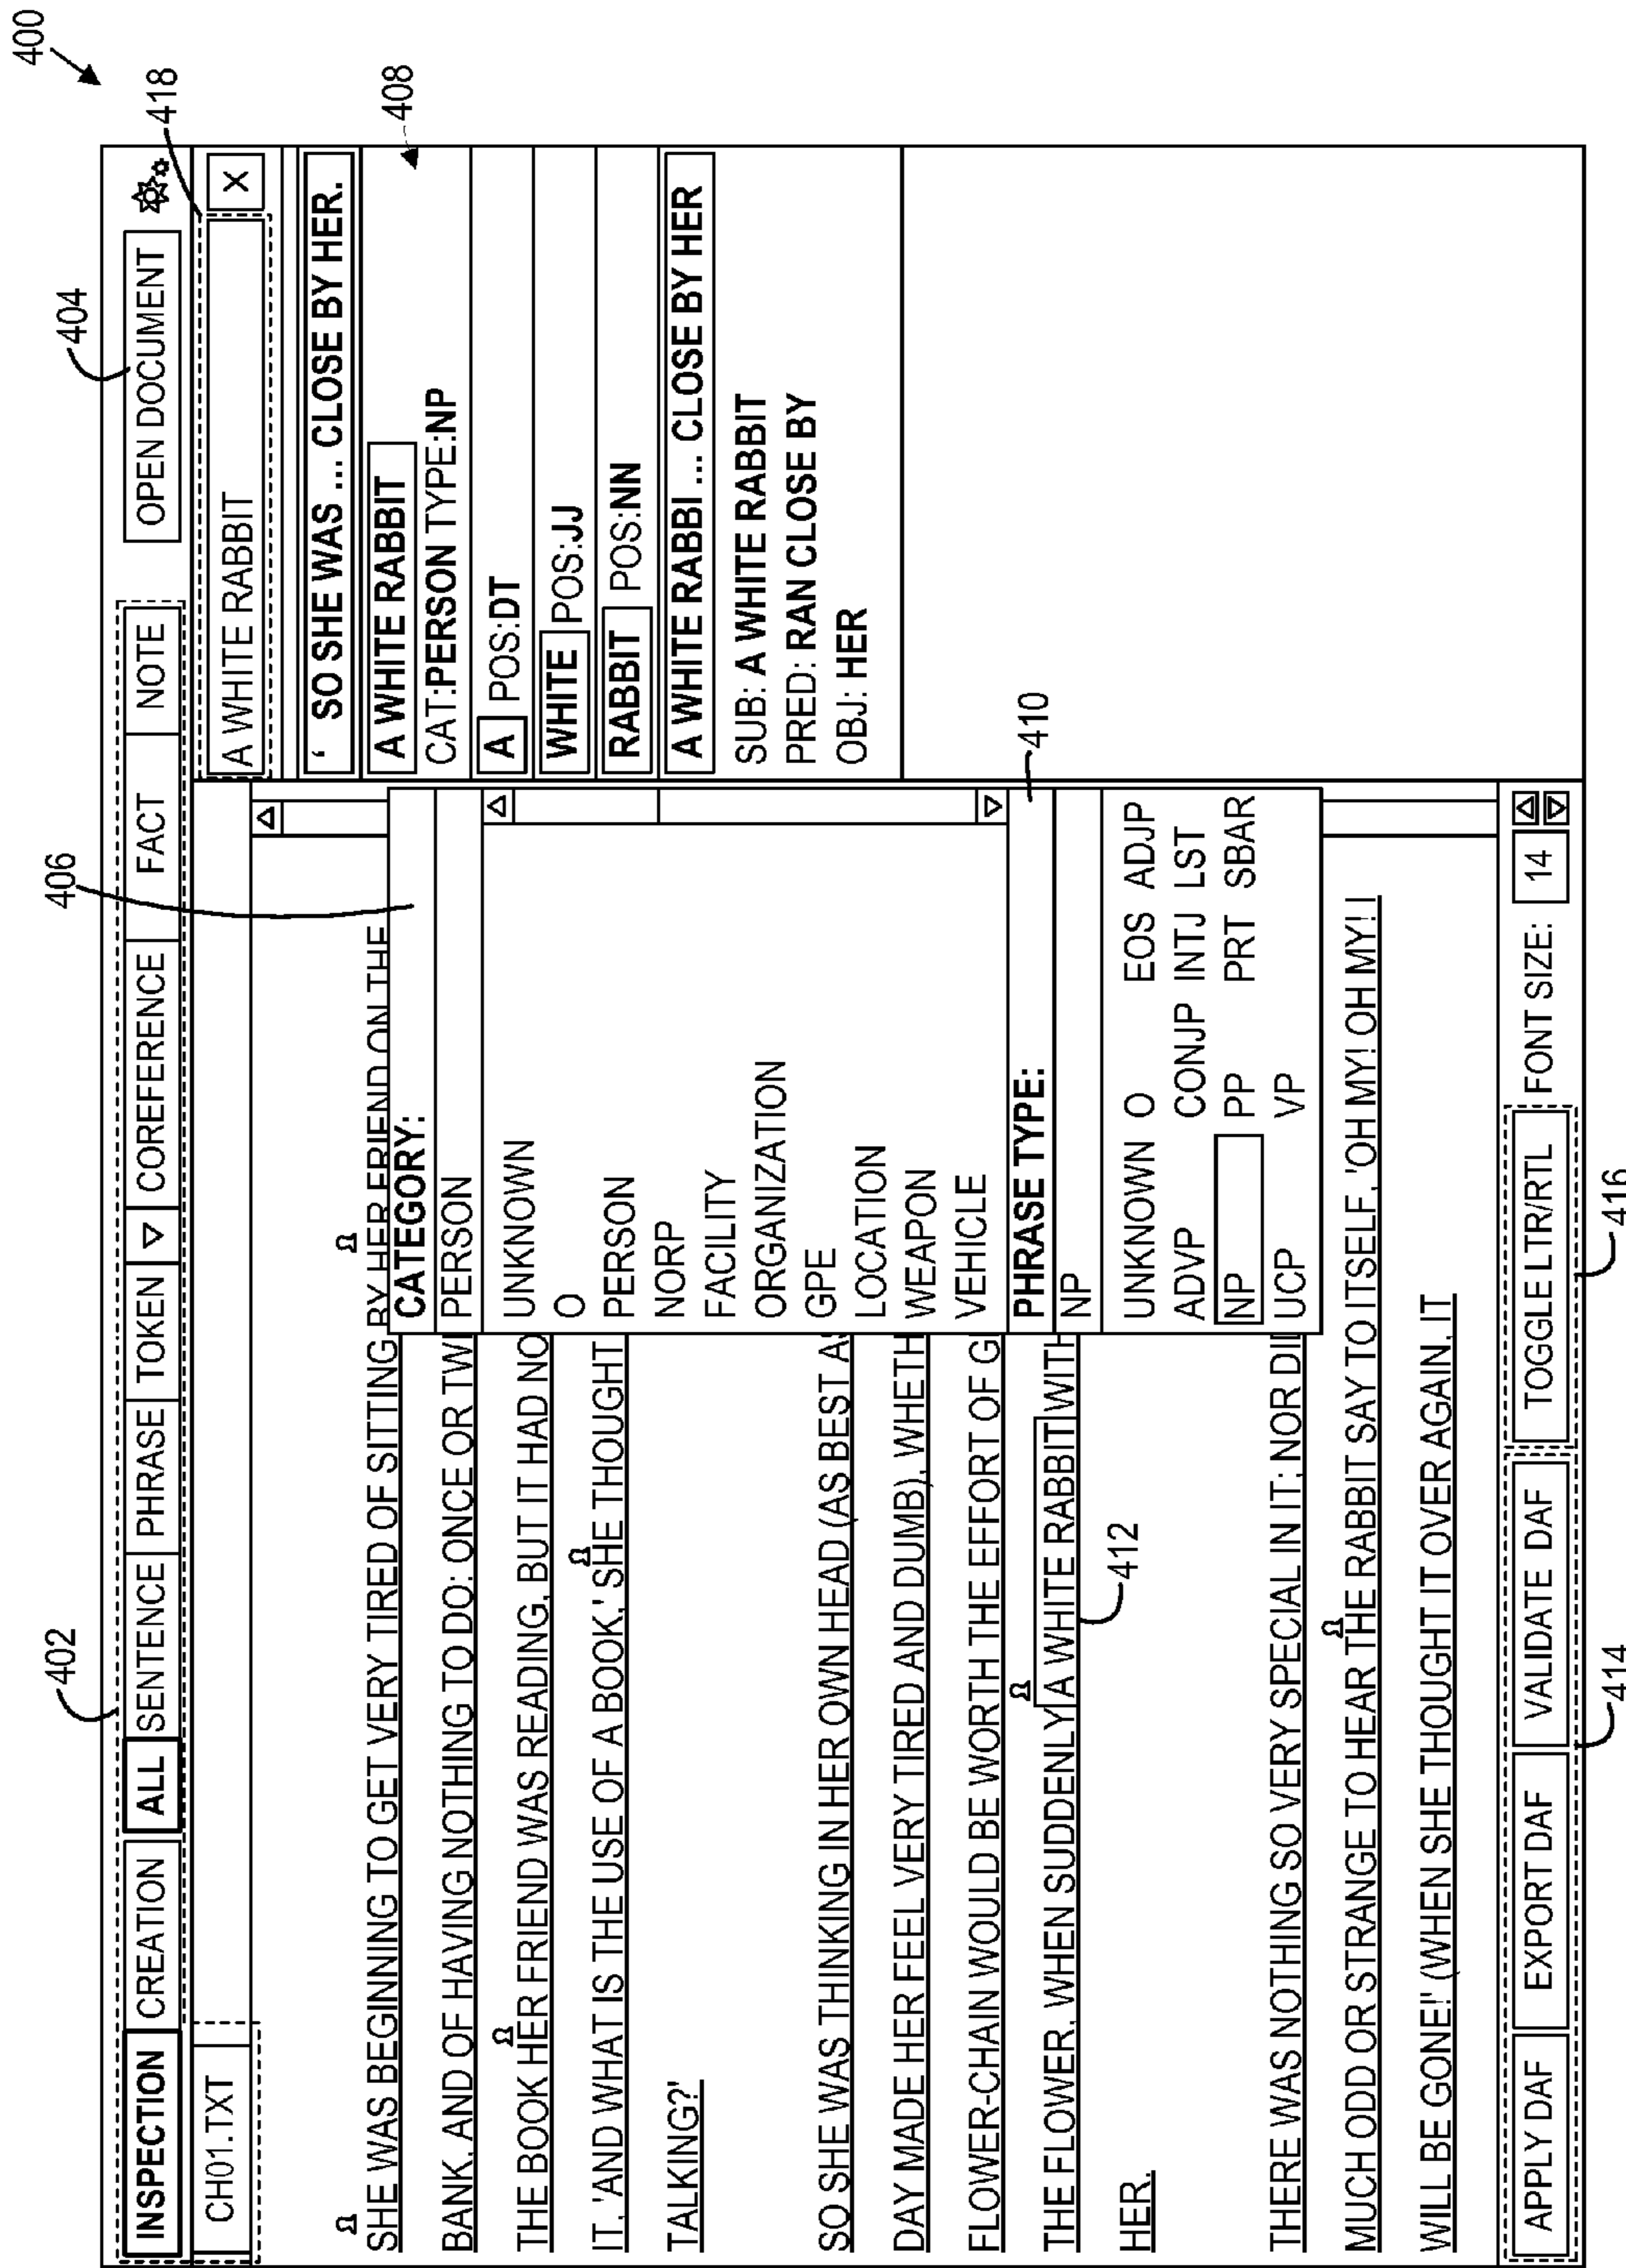 400
402
404
406
418
INSPECTION CREATION ALL SENTENCE PHRASE TOKEN COREFERENCE FACT NOTE OPEN DOCUMENT
CH01.TXT
A WHITE RABBIT X
SHE WAS BEGINNING TO GET VERY TIRED OF SITTING BY HER FRIEND ON THE
BANK, AND OF HAVING NOTHING TO DO: ONCE OR TWI
THE BOOK HER FRIEND WAS READING, BUT IT HAD NO
IT, 'AND WHAT IS THE USE OF A BOOK,' SHE THOUGHT
TALKING?'
SO SHE WAS THINKING IN HER OWN HEAD (AS BEST AS
DAY MADE HER FEEL VERY TIRED AND DUMB), WHETH
FLOWER-CHAIN WOULD BE WORTH THE EFFORT OF G
THE FLOWER, WHEN SUDDENLY A WHITE RABBIT WITH
HER.
412
THERE WAS NOTHING SO VERY SPECIAL IN IT; NOR DID
MUCH ODD OR STRANGE TO HEAR THE RABBIT SAY TO ITSELF, 'OH MY! OH MY! I
WILL BE GONE!' (WHEN SHE THOUGHT IT OVER AGAIN, IT
CATEGORY:
PERSON
UNKNOWN
O
PERSON
NORP
FACILITY
ORGANIZATION
GPE
LOCATION
WEAPON
VEHICLE
PHRASE TYPE:
410
NP
UNKNOWN O EOS ADJP
ADVP CONJP INTJ LST
NP PP PRT SBAR
UCP VP
' SO SHE WAS ... CLOSE BY HER.
408
A WHITE RABBIT
CAT:PERSON TYPE:NP
A POS:DT
WHITE POS:JJ
RABBIT POS:NN
A WHITE RABBI ... CLOSE BY HER
SUB: A WHITE RABBIT
PRED: RAN CLOSE BY
OBJ: HER
APPLY DAF EXPORT DAF VALIDATE DAF TOGGLE LTR/RTL FONT SIZE: 14
414
416